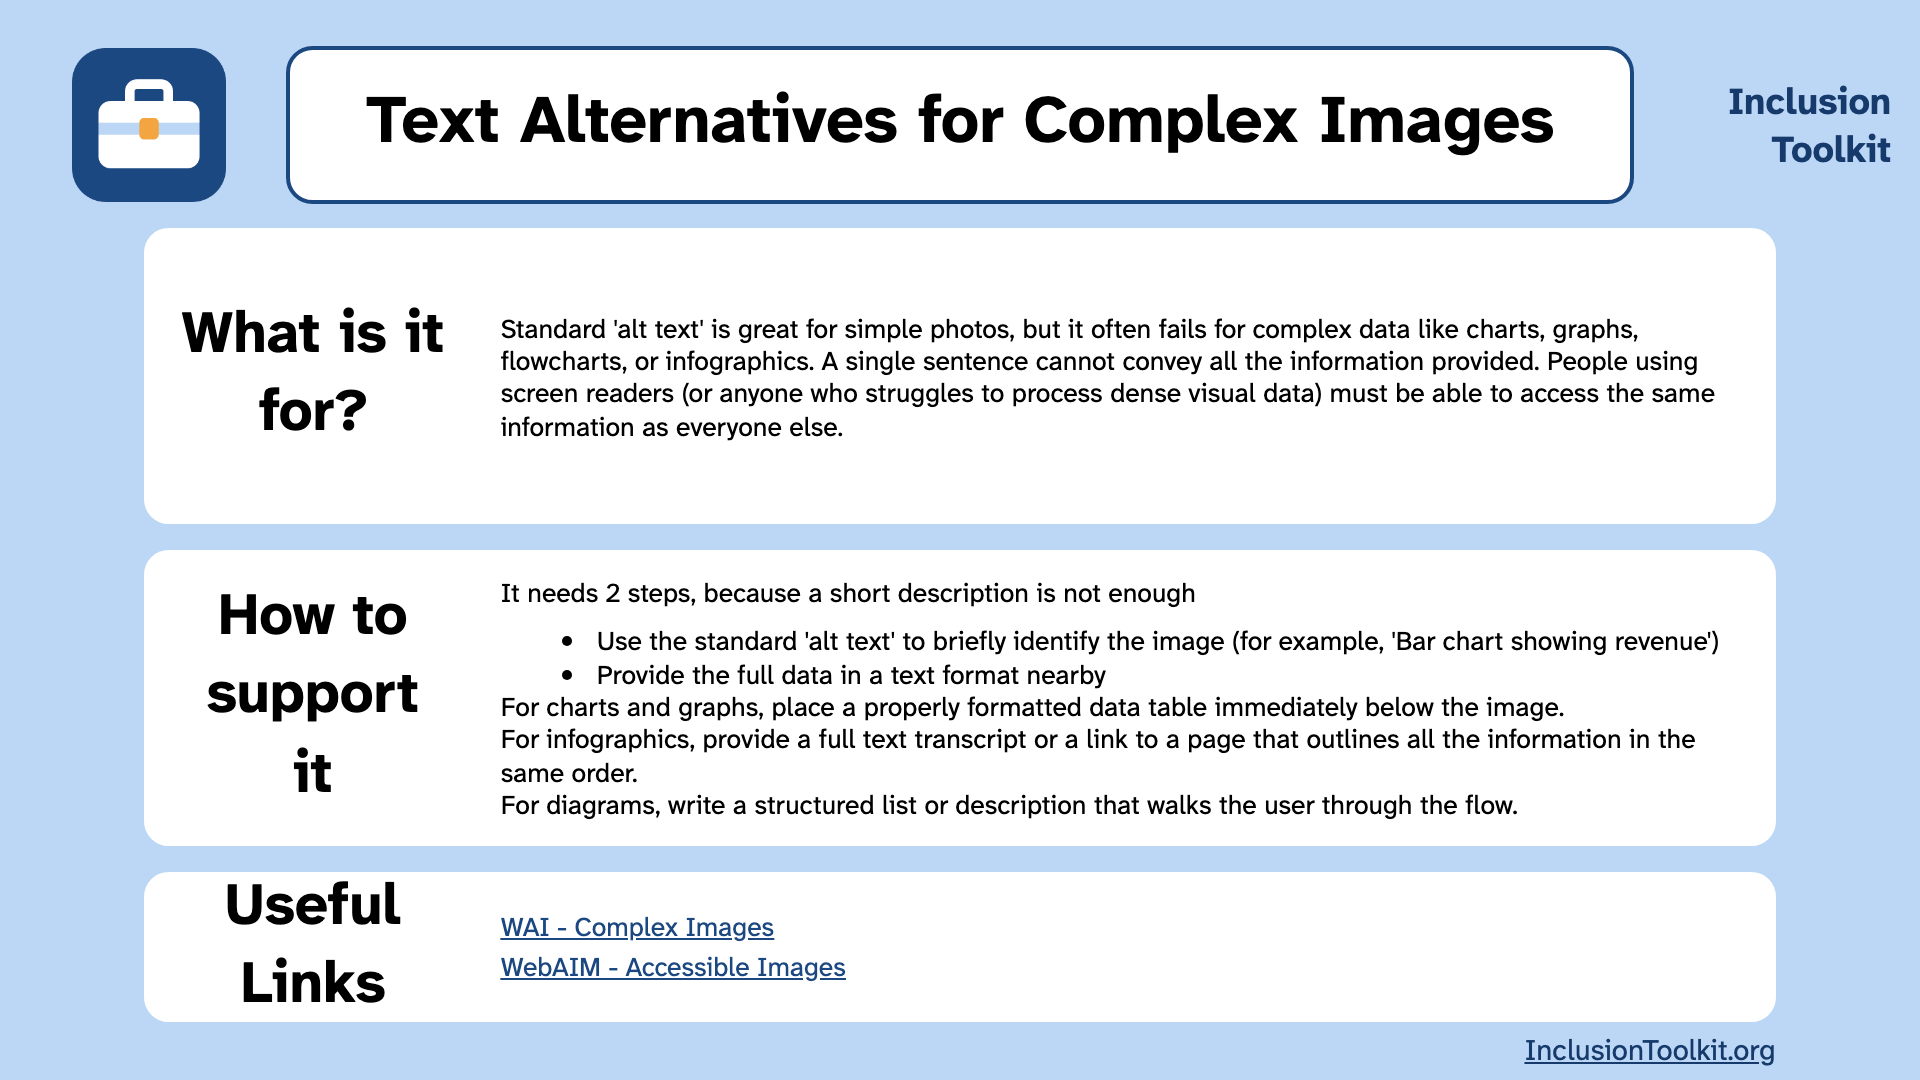 Text Alternatives for Complex Images
Inclusion
Toolkit
What is it
for?
Standard 'alt text' is great for simple photos, but it often fails for complex data like charts, graphs,
flowcharts, or infographics. A single sentence cannot convey all the information provided. People using
screen readers (or anyone who struggles to process dense visual data) must be able to access the same
information as everyone else.
How to
support
it
It needs 2 steps, because a short description is not enough
• Use the standard 'alt text' to briefly identify the image (for example, 'Bar chart showing revenue')
• Provide the full data in a text format nearby
For charts and graphs, place a properly formatted data table immediately below the image.
For infographics, provide a full text transcript or a link to a page that outlines all the information in the
same order.
For diagrams, write a structured list or description that walks the user through the flow.
Useful
Links
WAI - Complex Images
WebAIM - Accessible Images
InclusionToolkit.org